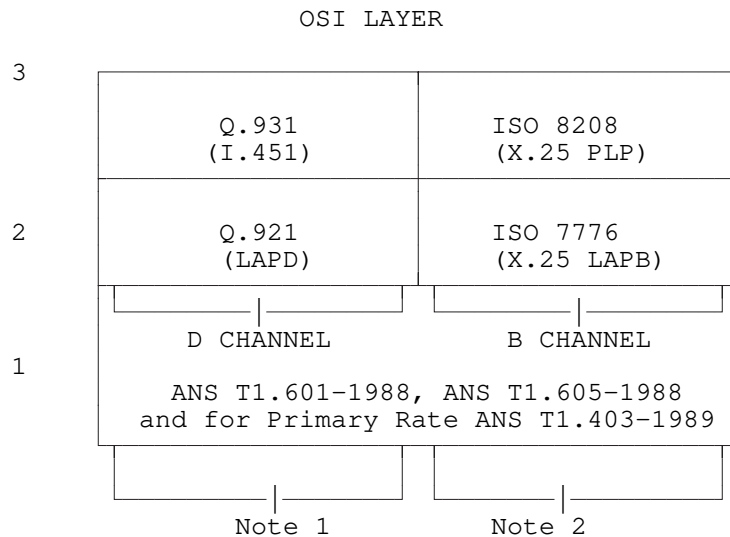 OSI LAYER
3
Q.931 ISO 8208
(I.451) (X.25 PLP)
2 Q.921 ISO 7776
(LAPD) (X.25 LAPB)
D CHANNEL B CHANNEL
1
ANS T1.601-1988, ANS T1.605-1988
and for Primary Rate ANS T1.403-1989
Note 1 Note 2